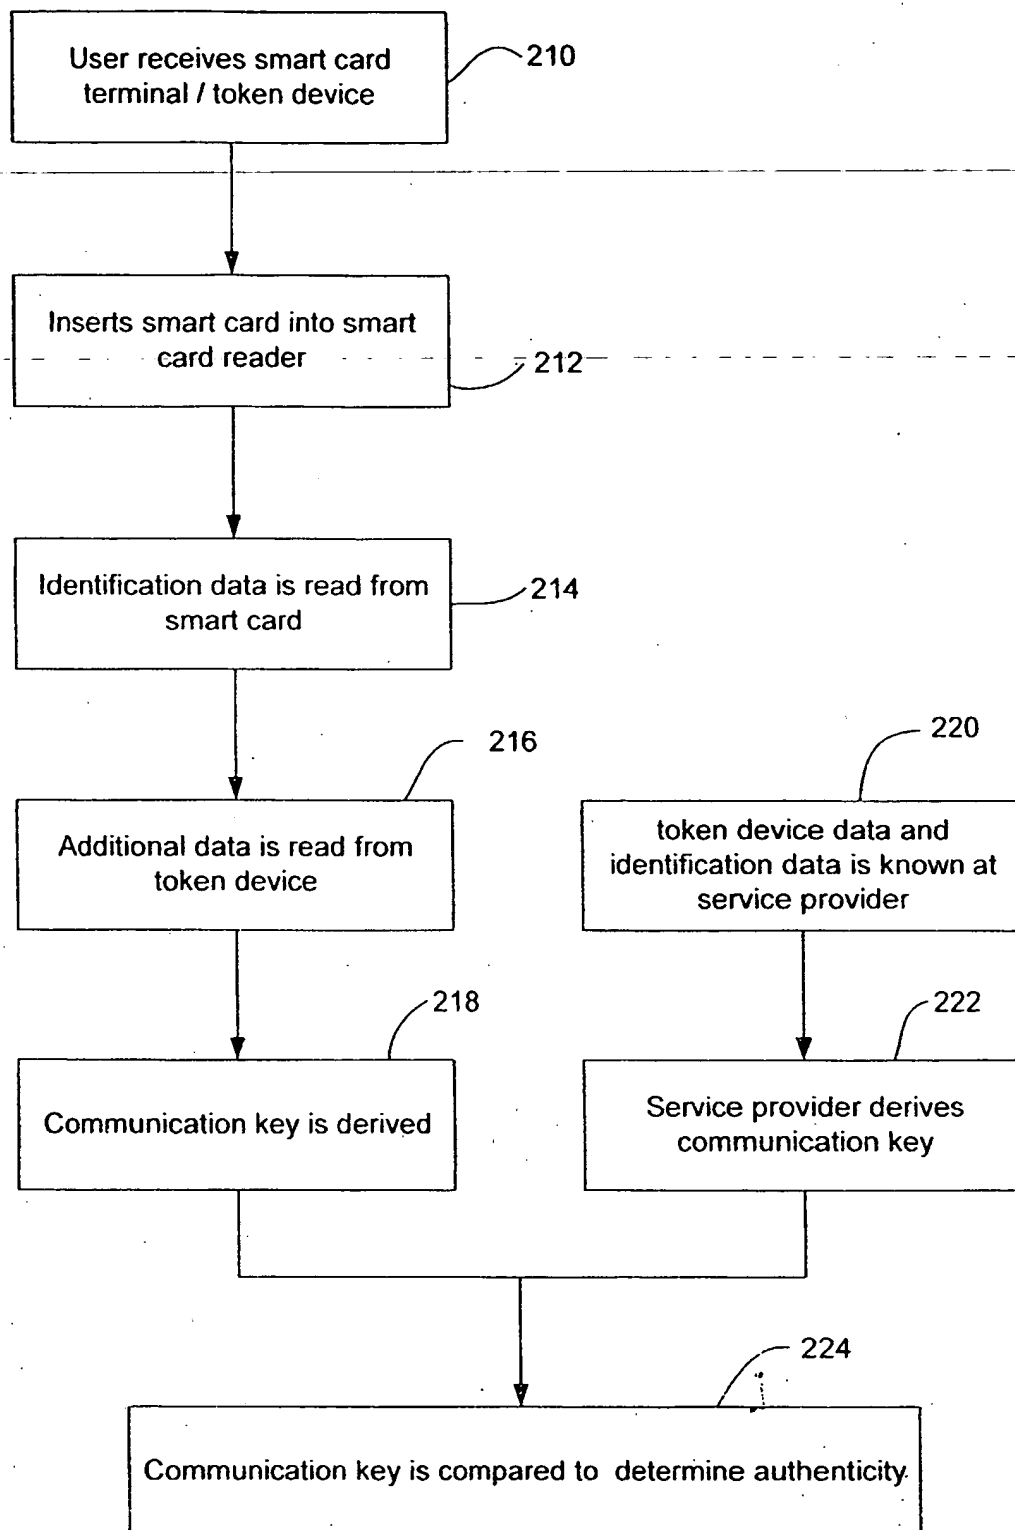 User receives smart card
terminal / token device
210
Inserts smart card into smart
card reader
212
Identification data is read from
smart card
214
216
Additional data is read from
token device
220
token device data and
identification data is known at
service provider
218
Communication key is derived
222
Service provider derives
communication key
224
Communication key is compared to determine authenticity.